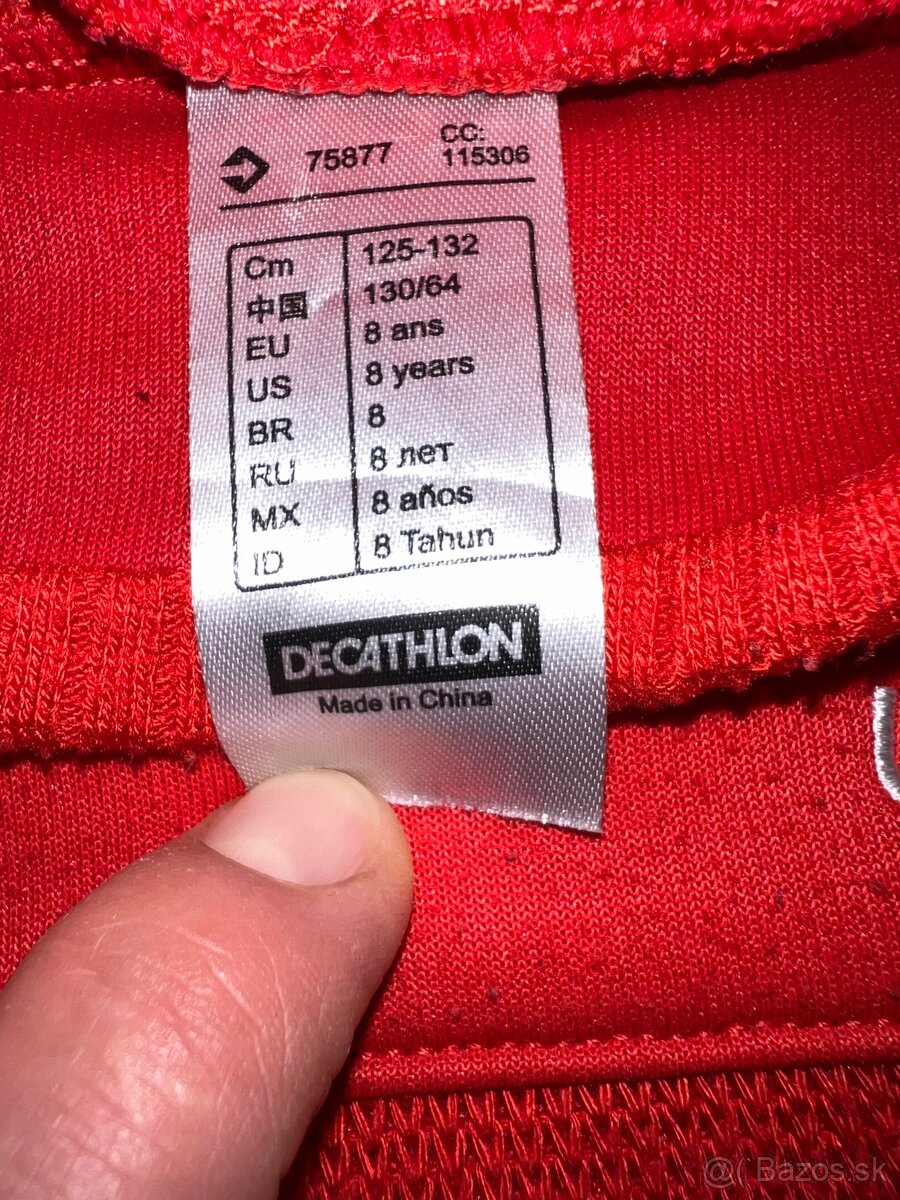 75877 CC:
115306
Cm 125-132
中国 130/64
EU 8 ans
US 8 years
BR 8
RU 8 лет
MX 8 años
ID 8 Tahun
DECATHLON
Made in China
@( Bazos.sk